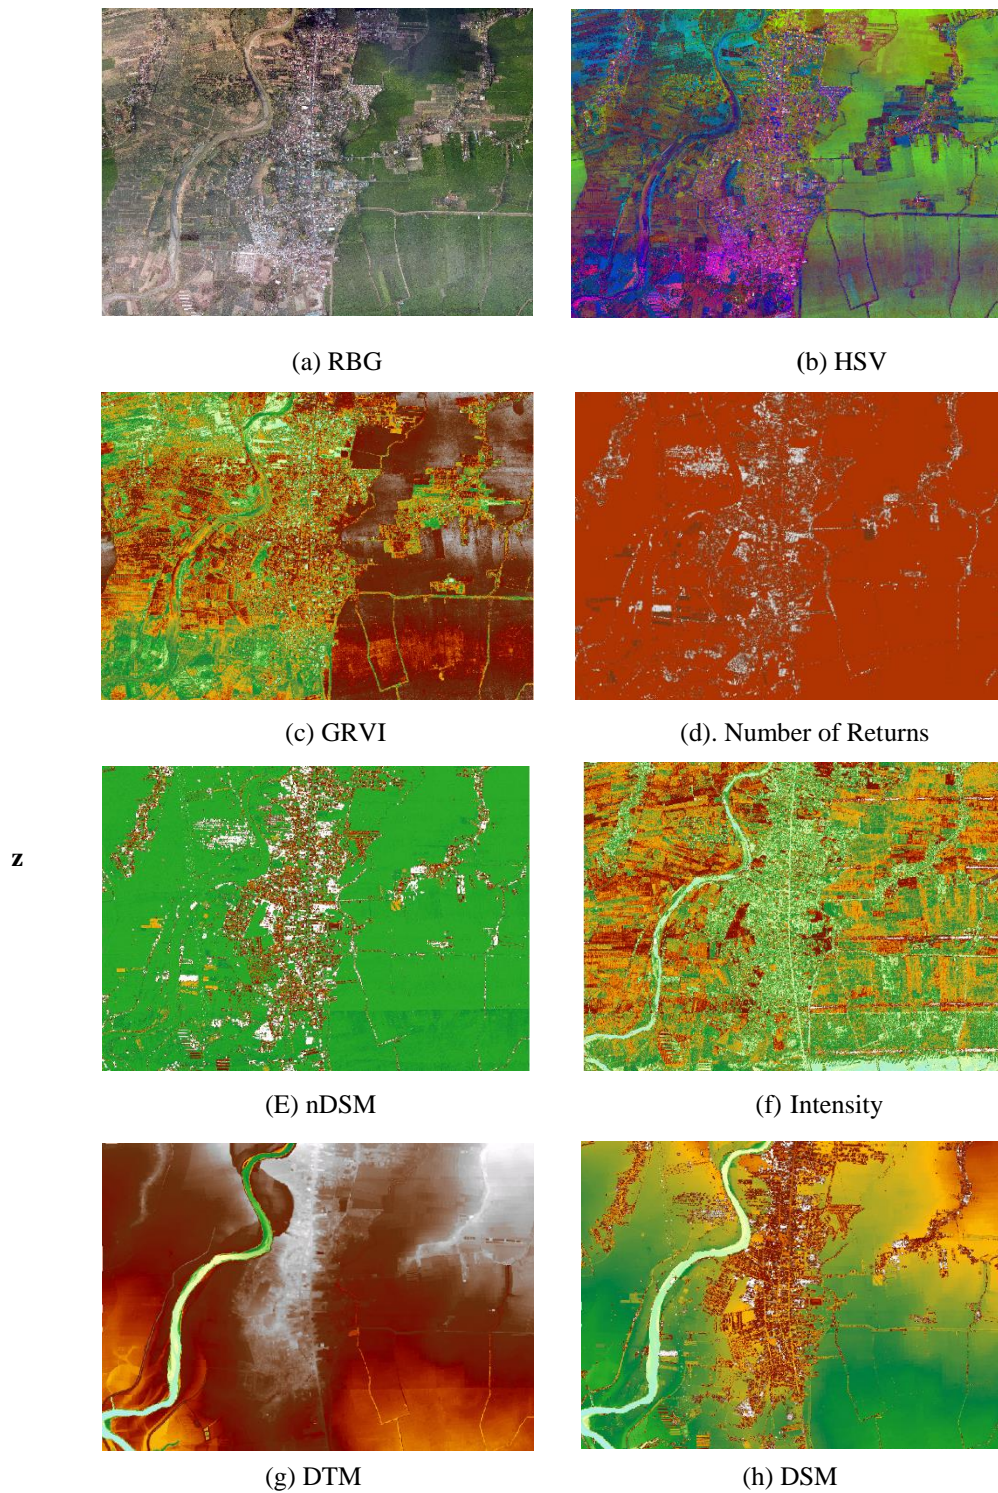 (a) RBG
(b) HSV
(c) GRVI
(d). Number of Returns
z
(E) nDSM
(f) Intensity
(g) DTM
(h) DSM